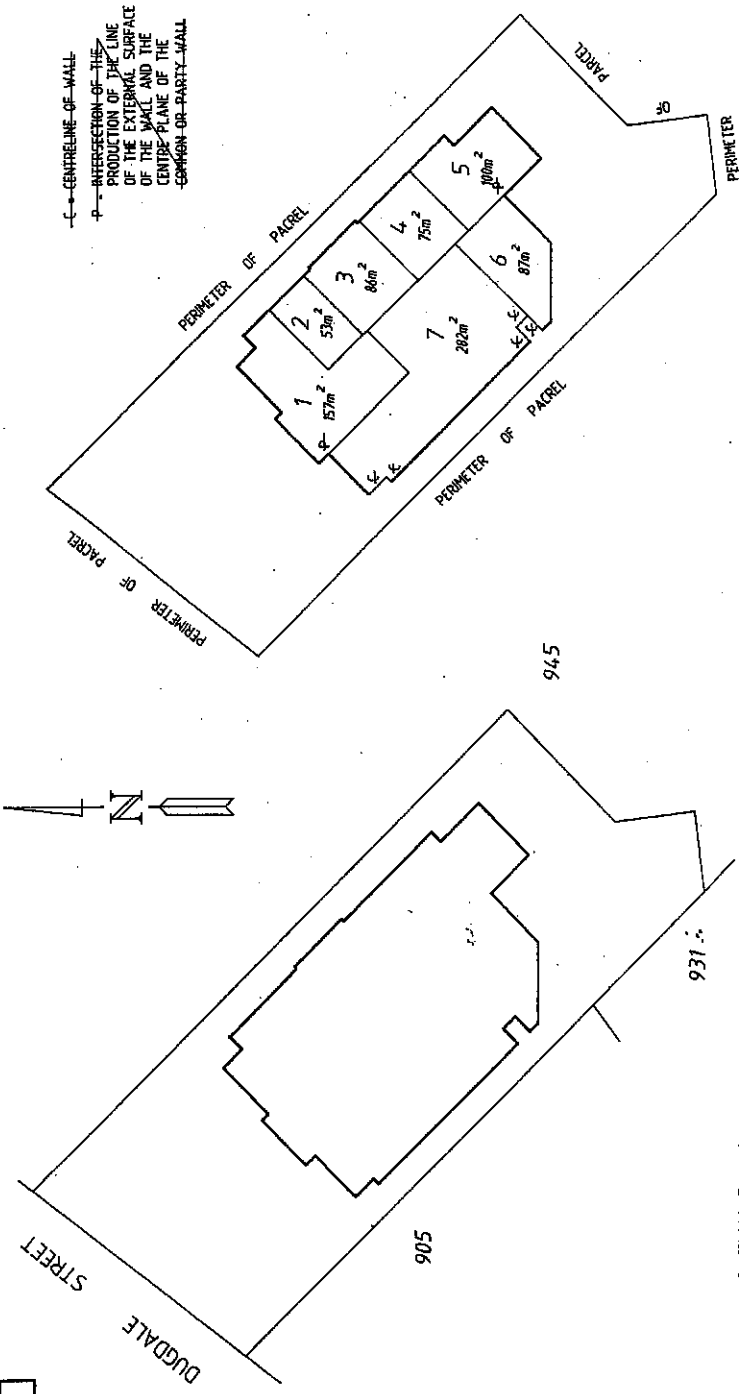 C - CENTRELINE OF WALL
P - INTERSECTION OF THE
PRODUCTION OF THE LINE
OF THE EXTERNAL SURFACE
OF THE WALL AND THE
CENTRE PLANE OF THE
COMMON OR PARTY WALL
PERIMETER OF PACREL
PERIMETER OF PACREL
PERIMETER OF PACREL
PERIMETER
OF
PARCEL
1
157m²
2
53m²
3
86m²
4
75m²
5
100m²
6
87m²
7
282m²
P
P
C
C
C
C
C
N
DUGDALE
STREET
905
931
945